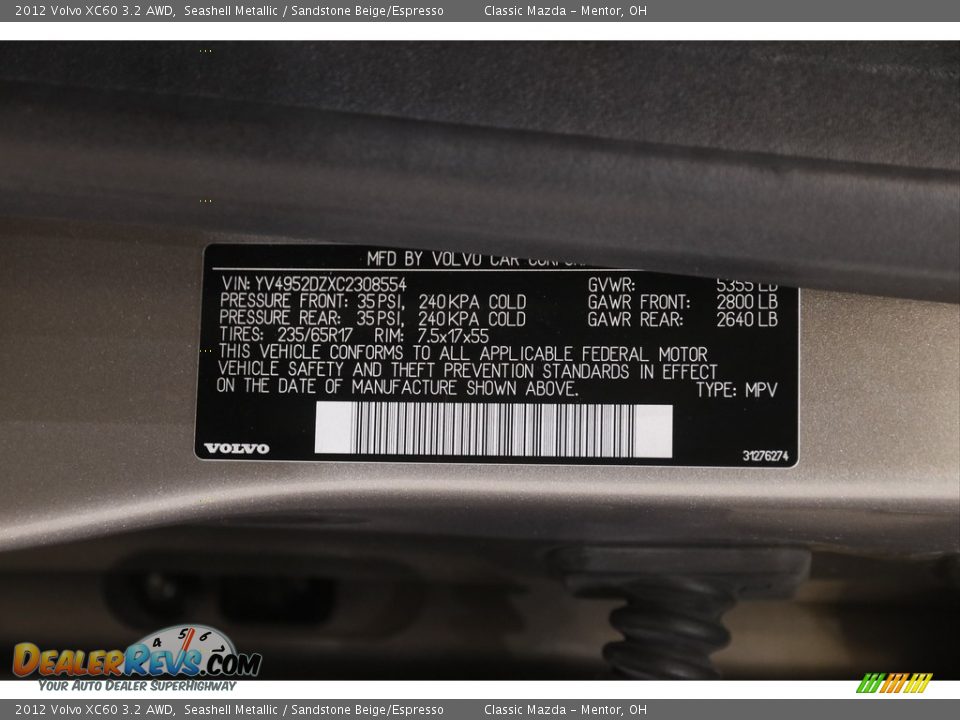 2012 Volvo XC60 3.2 AWD, Seashell Metallic / Sandstone Beige/Espresso Classic Mazda - Mentor, OH
MFD BY VOLVO CAR
VIN: YV4952DZXC2308554 GVWR: 5355 LB
PRESSURE FRONT: 35 PSI, 240 KPA COLD GAWR FRONT: 2800 LB
PRESSURE REAR: 35 PSI, 240 KPA COLD GAWR REAR: 2640 LB
TIRES: 235/65R17 RIM: 7.5x17x55
THIS VEHICLE CONFORMS TO ALL APPLICABLE FEDERAL MOTOR
VEHICLE SAFETY AND THEFT PREVENTION STANDARDS IN EFFECT
ON THE DATE OF MANUFACTURE SHOWN ABOVE. TYPE: MPV
VOLVO 31276274
4 5 6
DEALERREVS.COM
YOUR AUTO DEALER SUPERHIGHWAY
2012 Volvo XC60 3.2 AWD, Seashell Metallic / Sandstone Beige/Espresso Classic Mazda - Mentor, OH